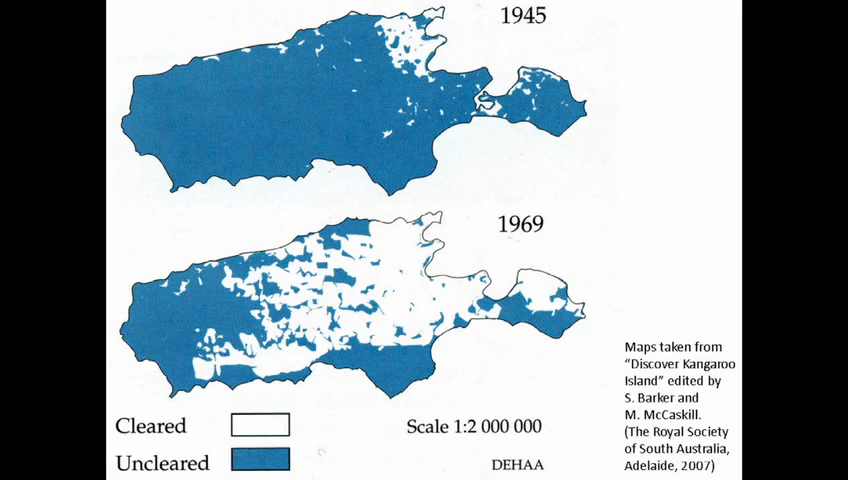 1945
1969
Cleared
Scale 1:2 000 000
Uncleared
DEHAA
Maps taken from
“Discover Kangaroo
Island” edited by
S. Barker and
M. McCaskill.
(The Royal Society
of South Australia,
Adelaide, 2007)